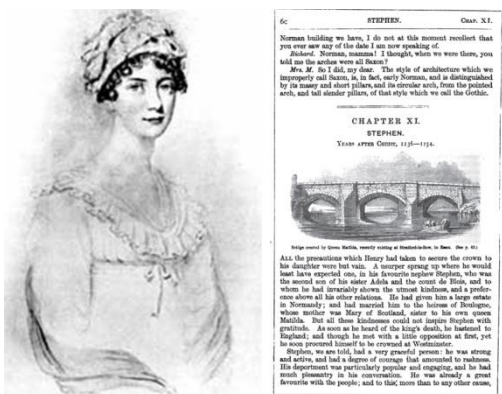 60
STEPHEN.
CHAP. XI.
Norman building we have, I do not at this moment recollect that
you ever saw any of the date I am now speaking of.
Richard. Norman, mamma! I thought, when we were there, you
told me the arches were all Saxon?
Mrs. M. So I did, my dear. The style of architecture which we
improperly call Saxon, is, in fact, early Norman, and is distinguished
by its massy and short pillars, and its circular arch, from the pointed
arch, and tall slender pillars, of that style which we call the Gothic.
CHAPTER XI.
STEPHEN.
YEARS AFTER CHRIST, 1136—1154.
Bridge erected by Queen Matilda, recently existing at Stratford-le-Bow, in Essex. (See p. 62.)
ALL the precautions which Henry had taken to secure the crown to
his daughter were but vain. A usurper sprang up where he would
least have expected one, in his favourite nephew Stephen, who was
the second son of his sister Adela and the count de Blois, and to
whom he had invariably shown the utmost kindness, and a prefer-
ence above all his other relations. He had given him a large estate
in Normandy; and had married him to the heiress of Boulogne,
whose mother was Mary of Scotland, sister to his own queen
Matilda. But all these kindnesses could not inspire Stephen with
gratitude. As soon as he heard of the king's death, he hastened to
England; and though he met with a little opposition at first, yet
he soon procured himself to be crowned at Westminster.
Stephen, we are told, had a very graceful person: he was strong
and active, and had a degree of courage that amounted to rashness.
His deportment was particularly popular and engaging, and he had
much pleasantry in his conversation. He was already a great
favourite with the people; and to this, more than to any other cause,